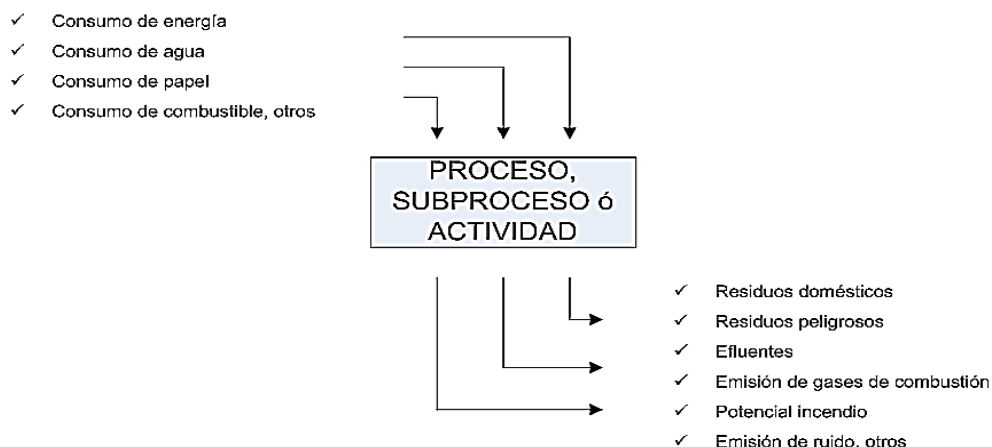 ✓ Consumo de energía
✓ Consumo de agua
✓ Consumo de papel
✓ Consumo de combustible, otros
PROCESO,
SUBPROCESO ó
ACTIVIDAD
✓ Residuos domésticos
✓ Residuos peligrosos
✓ Efluentes
✓ Emisión de gases de combustión
✓ Potencial incendio
✓ Emisión de ruido, otros